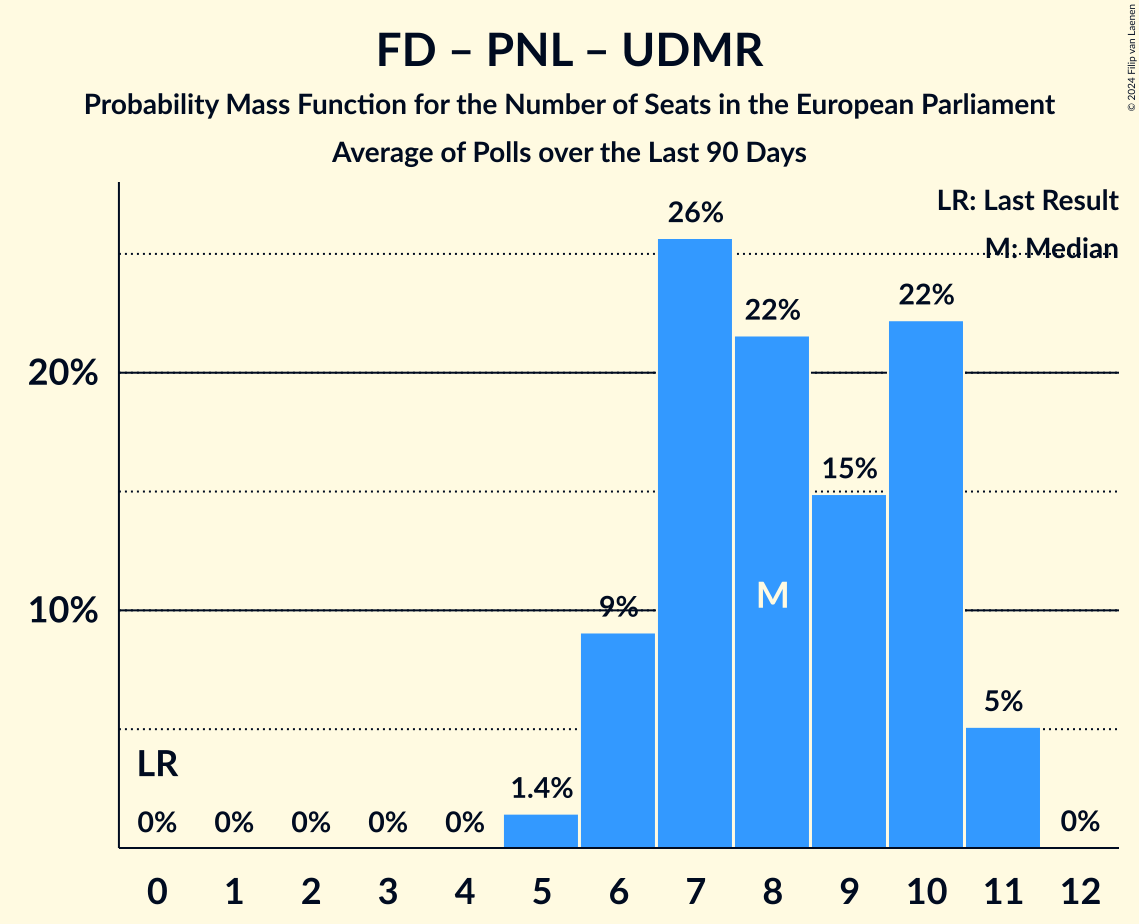 FD – PNL – UDMR
Probability Mass Function for the Number of Seats in the European Parliament
Average of Polls over the Last 90 Days
© 2024 Filip van Laenen
LR: Last Result
M: Median
26%
22%
22%
20%
15%
M
10%
9%
5%
LR
1.4%
0% 0% 0% 0% 0% 0%
0 1 2 3 4 5 6 7 8 9 10 11 12